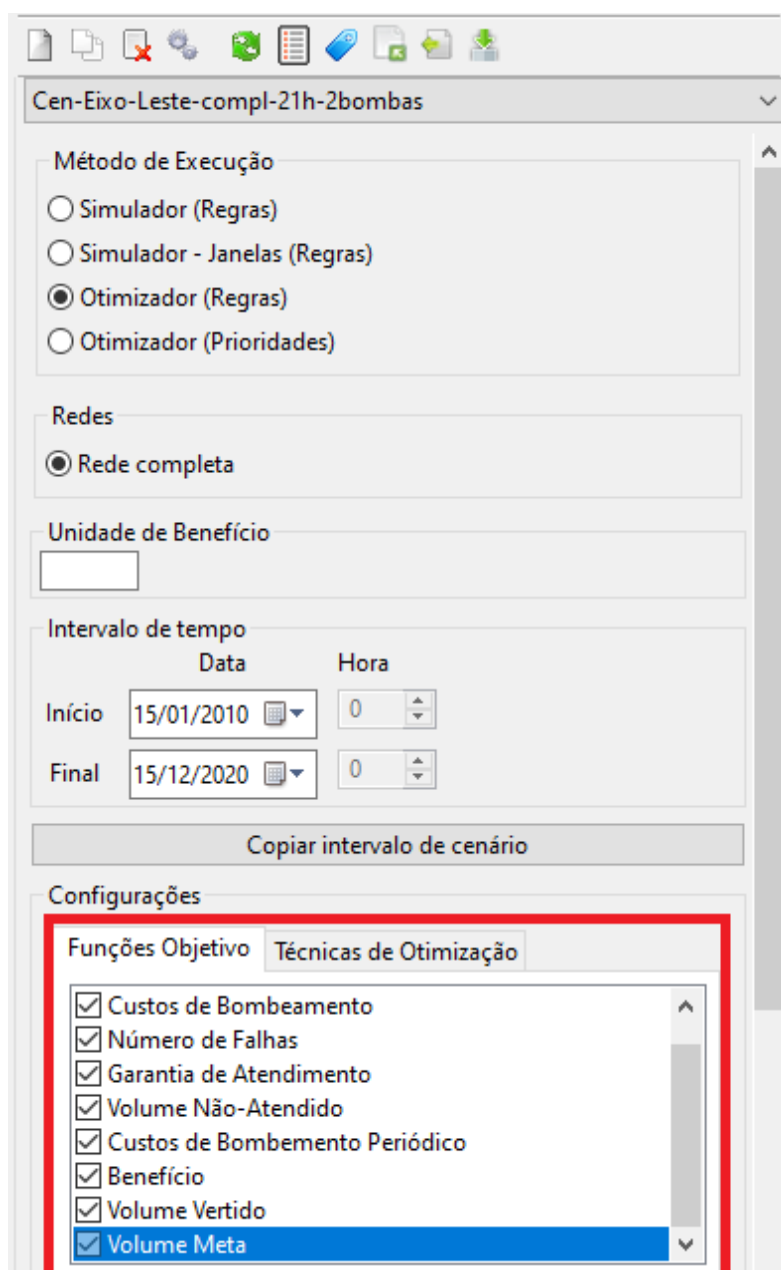 Cen-Eixo-Leste-compl-21h-2bombas
Método de Execução
Simulador (Regras)
Simulador - Janelas (Regras)
Otimizador (Regras)
Otimizador (Prioridades)
Redes
Rede completa
Unidade de Benefício
Intervalo de tempo
Data Hora
Início 15/01/2010 0
Final 15/12/2020 0
Copiar intervalo de cenário
Configurações
Funções Objetivo Técnicas de Otimização
Custos de Bombeamento
Número de Falhas
Garantia de Atendimento
Volume Não-Atendido
Custos de Bombemento Periódico
Benefício
Volume Vertido
Volume Meta